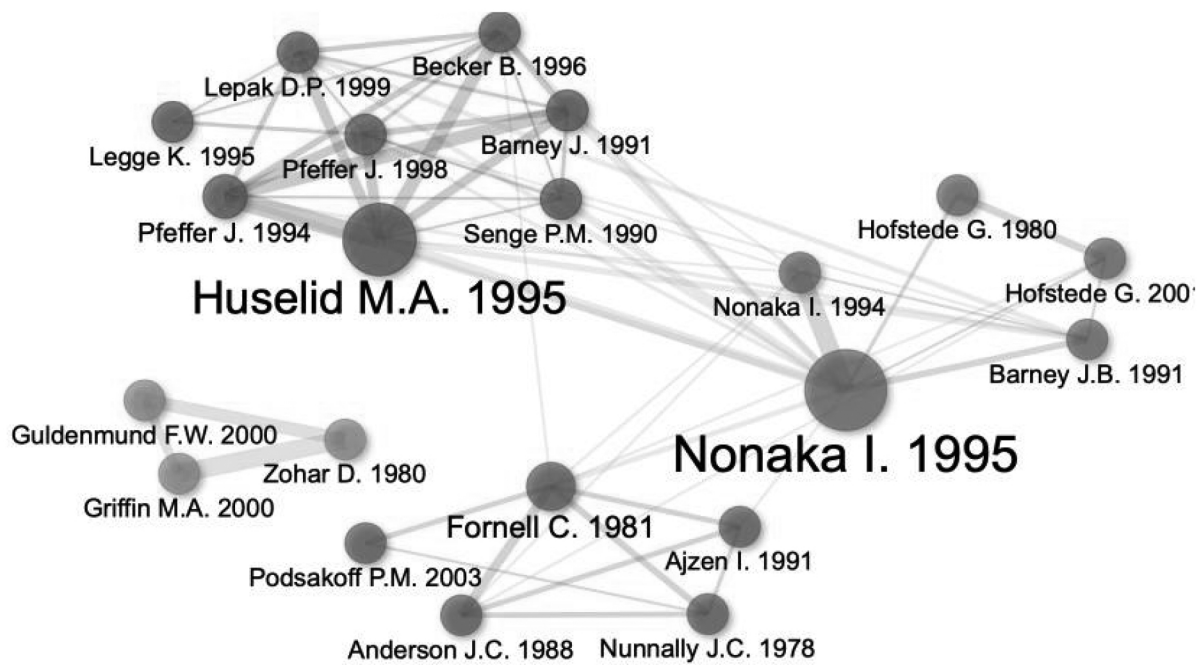 Becker B. 1996
Lepak D.P. 1999
Barney J. 1991
Legge K. 1995
Pfeffer J. 1998
Pfeffer J. 1994
Senge P.M. 1990
Hofstede G. 1980
Huselid M.A. 1995
Nonaka I. 1994
Hofstede G. 2001
Barney J.B. 1991
Guldenmund F.W. 2000
Zohar D. 1980
Nonaka I. 1995
Griffin M.A. 2000
Fornell C. 1981
Ajzen I. 1991
Podsakoff P.M. 2003
Anderson J.C. 1988
Nunnally J.C. 1978